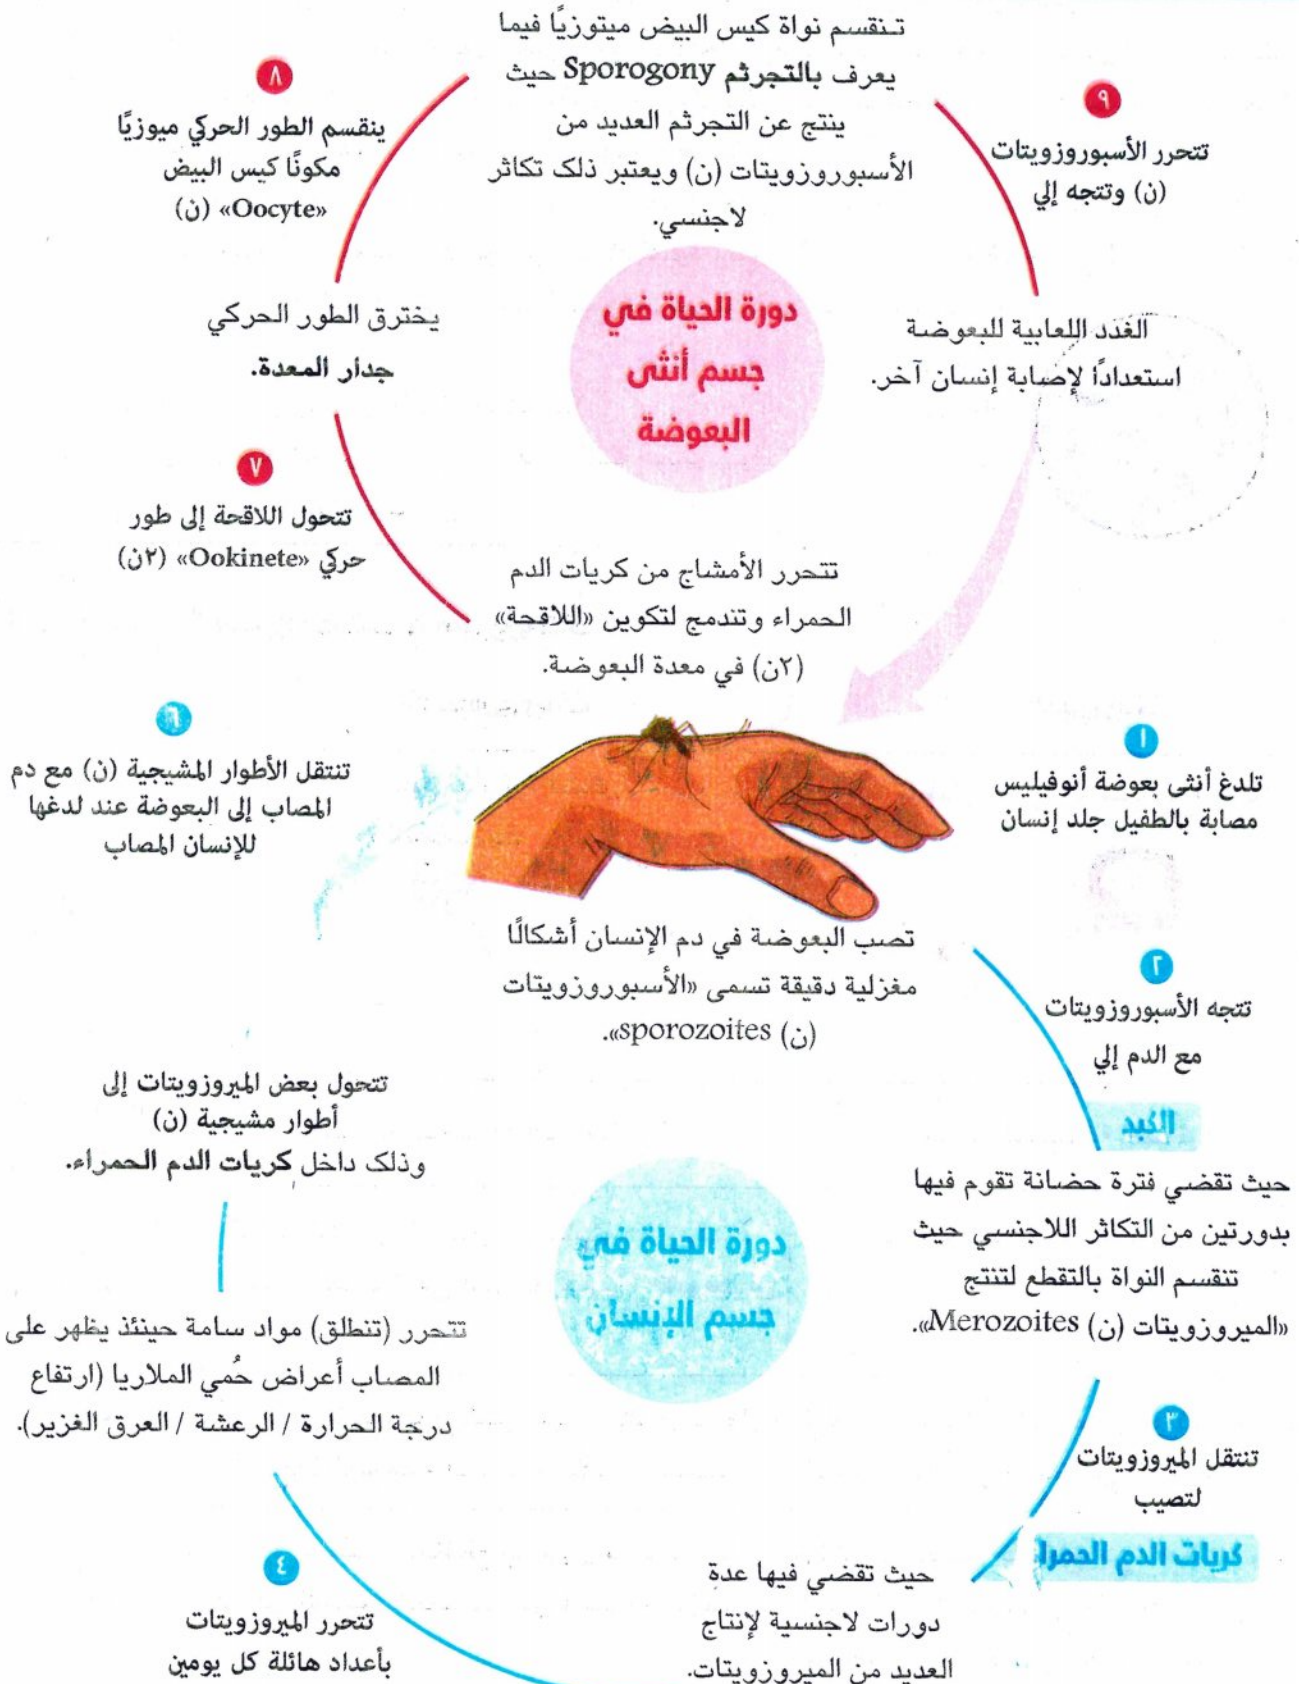 تنقسم نواة كيس البيض ميتوزيًا فيما
يعرف بالتجرثم Sporogony حيث
ينتج عن التجرثم العديد من
الأسبوروزويتات (ن) ويعتبر ذلك تكاثر
لاجنسي.
٨
ينقسم الطور الحركي ميوزيًا
مكونًا كيس البيض
«Oocyte» (ن)
٩
تتحرر الأسبوروزويتات
(ن) وتتجه إلي
دورة الحياة في
جسم أنثى
البعوضة
الغدد اللعابية للبعوضة
استعدادًا لإصابة إنسان آخر.
يخترق الطور الحركي
جدار المعدة.
٧
تتحول اللاقحة إلى طور
حركي «Ookinete» (٢ن)
تتحرر الأمشاج من كريات الدم
الحمراء وتندمج لتكوين «اللاقحة»
(٢ن) في معدة البعوضة.
٦
تنتقل الأطوار المشيجية (ن) مع دم
المصاب إلى البعوضة عند لدغها
للإنسان المصاب
١
تلدغ أنثى بعوضة أنوفيليس
مصابة بالطفيل جلد إنسان
تصب البعوضة في دم الإنسان أشكالًا
مغزلية دقيقة تسمى «الأسبوروزويتات
(ن) sporozoites».
٢
تتجه الأسبوروزويتات
مع الدم إلي
الكبد
حيث تقضي فترة حضانة تقوم فيها
بدورتين من التكاثر اللاجنسي حيث
تنقسم النواة بالتقطع لتنتج
«الميروزويتات (ن) Merozoites».
تتحول بعض الميروزويتات إلى
أطوار مشيجية (ن)
وذلك داخل كريات الدم الحمراء.
دورة الحياة في
جسم الإنسان
تتحرر (تنطلق) مواد سامة حينئذ يظهر على
المصاب أعراض حُمي الملاريا (ارتفاع
درجة الحرارة / الرعشة / العرق الغزير).
٣
تنتقل الميروزويتات
لتصيب
كريات الدم الحمرا
حيث تقضي فيها عدة
دورات لاجنسية لإنتاج
العديد من الميروزويتات.
٤
تتحرر الميروزويتات
بأعداد هائلة كل يومين